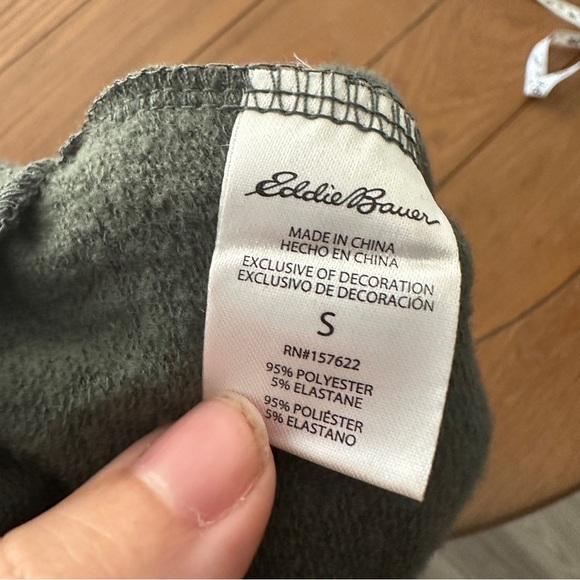 Eddie Bauer
MADE IN CHINA
HECHO EN CHINA
EXCLUSIVE OF DECORATION
EXCLUSIVO DE DECORACIÓN
S
RN#157622
95% POLYESTER
5% ELASTANE
95% POLIÉSTER
5% ELASTANO